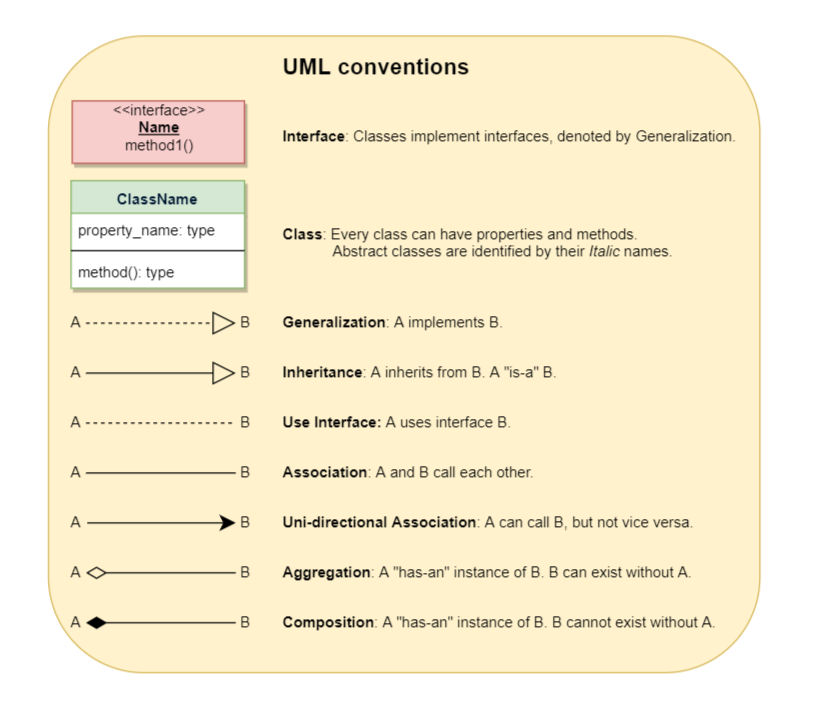 UML conventions
<<interface>>
Name
method1()
Interface: Classes implement interfaces, denoted by Generalization.
ClassName
property_name: type
method(): type
Class: Every class can have properties and methods.
Abstract classes are identified by their Italic names.
A B Generalization: A implements B.
A B Inheritance: A inherits from B. A "is-a" B.
A B Use Interface: A uses interface B.
A B Association: A and B call each other.
A B Uni-directional Association: A can call B, but not vice versa.
A B Aggregation: A "has-an" instance of B. B can exist without A.
A B Composition: A "has-an" instance of B. B cannot exist without A.